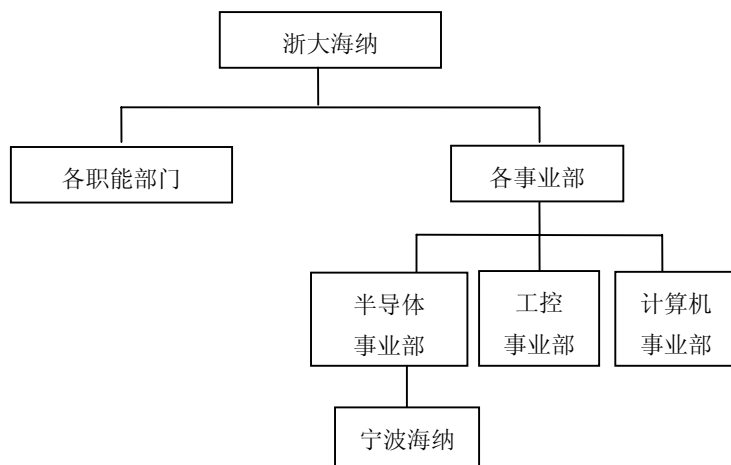 浙大海纳
各职能部门
各事业部
半导体
事业部
工控
事业部
计算机
事业部
宁波海纳